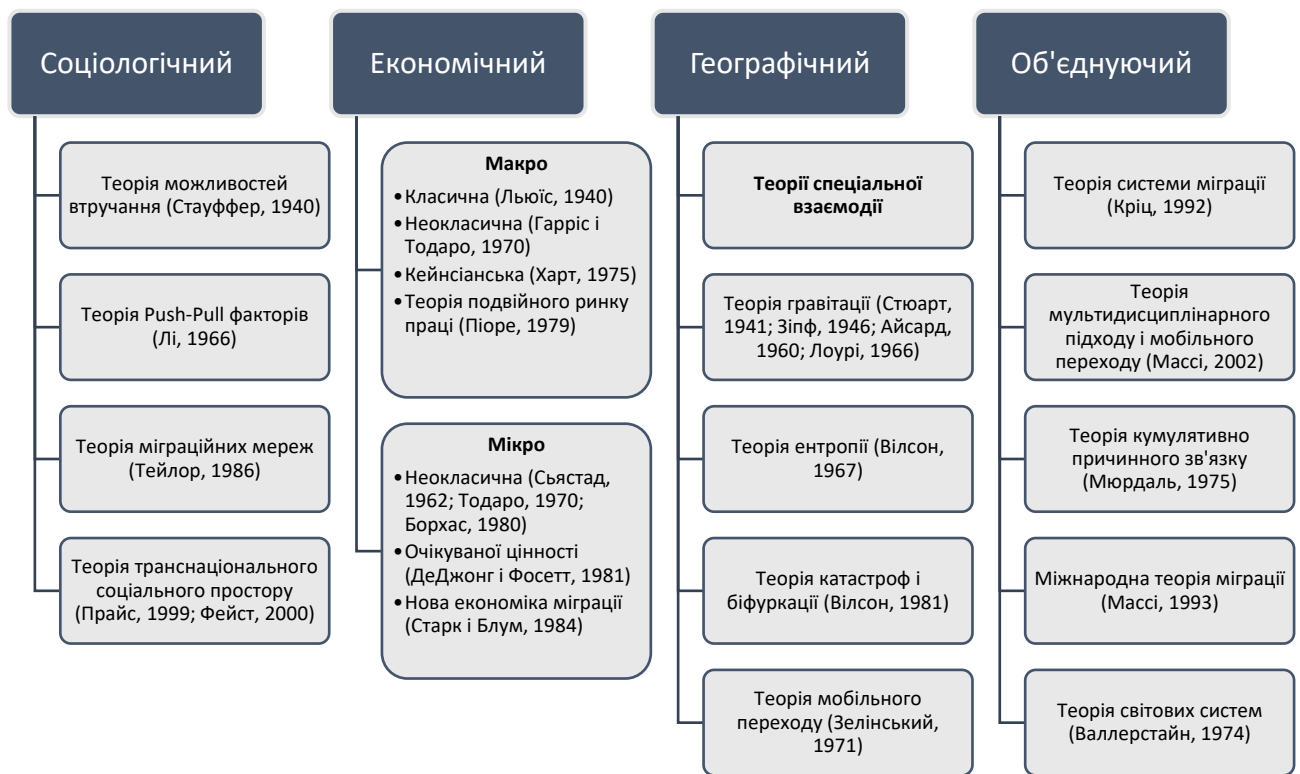 Соціологічний
Теорія можливостей
втручання (Стауффер, 1940)
Теорія Push-Pull факторів
(Лі, 1966)
Теорія міграційних мереж
(Тейлор, 1986)
Теорія транснаціонального
соціального простору
(Прайс, 1999; Фейст, 2000)
Економічний
Макро
•Класична (Льюїс, 1940)
•Неокласична (Гарріс і
Тодаро, 1970)
•Кейнсіанська (Харт, 1975)
•Теорія подвійного ринку
праці (Піоре, 1979)
Мікро
•Неокласична (Сьястад,
1962; Тодаро, 1970;
Борхас, 1980)
•Очікуваної цінності
(ДеДжонг і Фосетт, 1981)
•Нова економіка міграції
(Старк і Блум, 1984)
Географічний
Теорії спеціальної
взаємодії
Теорія гравітації (Стюарт,
1941; Зіпф, 1946; Айсард,
1960; Лоурі, 1966)
Теорія ентропії (Вілсон,
1967)
Теорія катастроф і
біфуркації (Вілсон, 1981)
Теорія мобільного
переходу (Зелінський,
1971)
Об'єднуючий
Теорія системи міграції
(Кріц, 1992)
Теорія
мультидисциплінарного
підходу і мобільного
переходу (Массі, 2002)
Теорія кумулятивно
причинного зв'язку
(Мюрдаль, 1975)
Міжнародна теорія міграції
(Массі, 1993)
Теорія світових систем
(Валлерстайн, 1974)